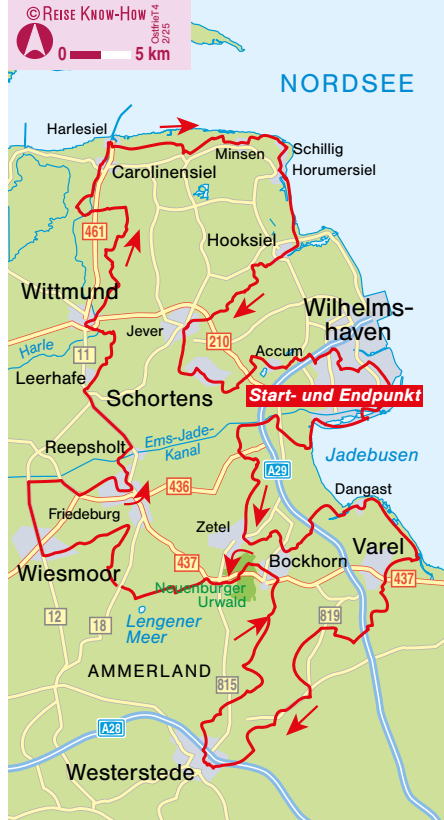 © REISE KNOW-HOW
OstfrieT4
2/25
0 5 km
NORDSEE
Harlesiel
Minsen
Schillig
Carolinensiel
Horumersiel
461
Hooksiel
Wittmund
Wilhelms-
haven
Jever
210
Harle
11
Accum
Leerhafe
Schortens
Start- und Endpunkt
Ems-Jade-
Kanal
Reepsholt
Jadebusen
A29
436
Dangast
Friedeburg
Zetel
Varel
437
Bockhorn
Wiesmoor
437
Neuenburger
Urwald
12
18
Lengener
Meer
819
AMMERLAND
815
A28
Westerstede